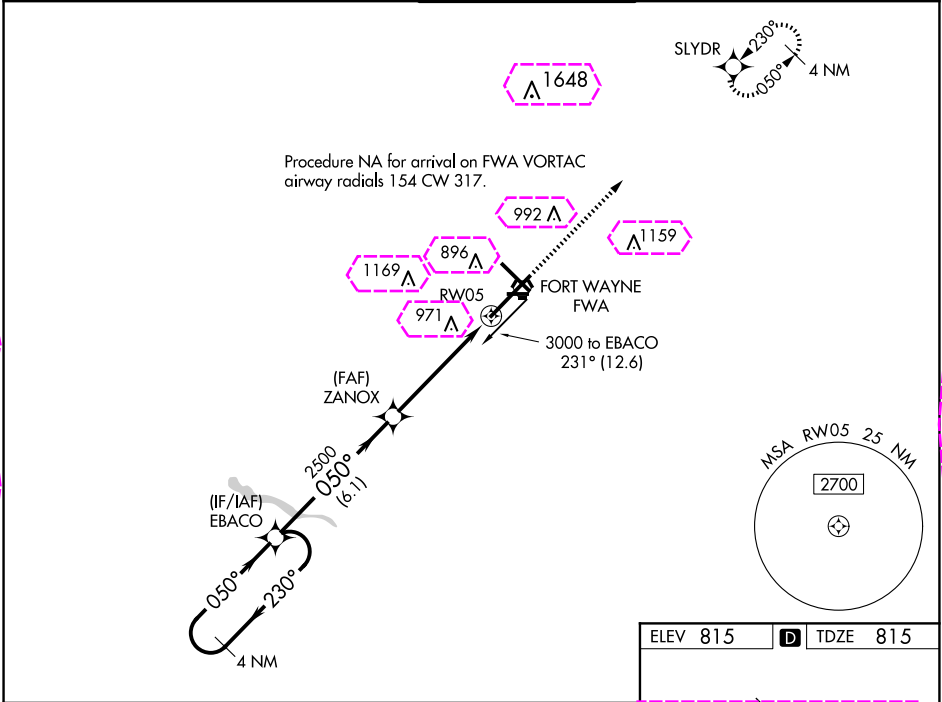 SLYDR
230°
050°
4 NM
1648
Procedure NA for arrival on FWA VORTAC
airway radials 154 CW 317.
992
1159
896
1169
RW05
971
FORT WAYNE
FWA
3000 to EBACO
231° (12.6)
(FAF)
ZANOX
2500
050°
(6.1)
(IF/IAF)
EBACO
050°
230°
4 NM
MSA RW05 25 NM
2700
ELEV 815 D TDZE 815